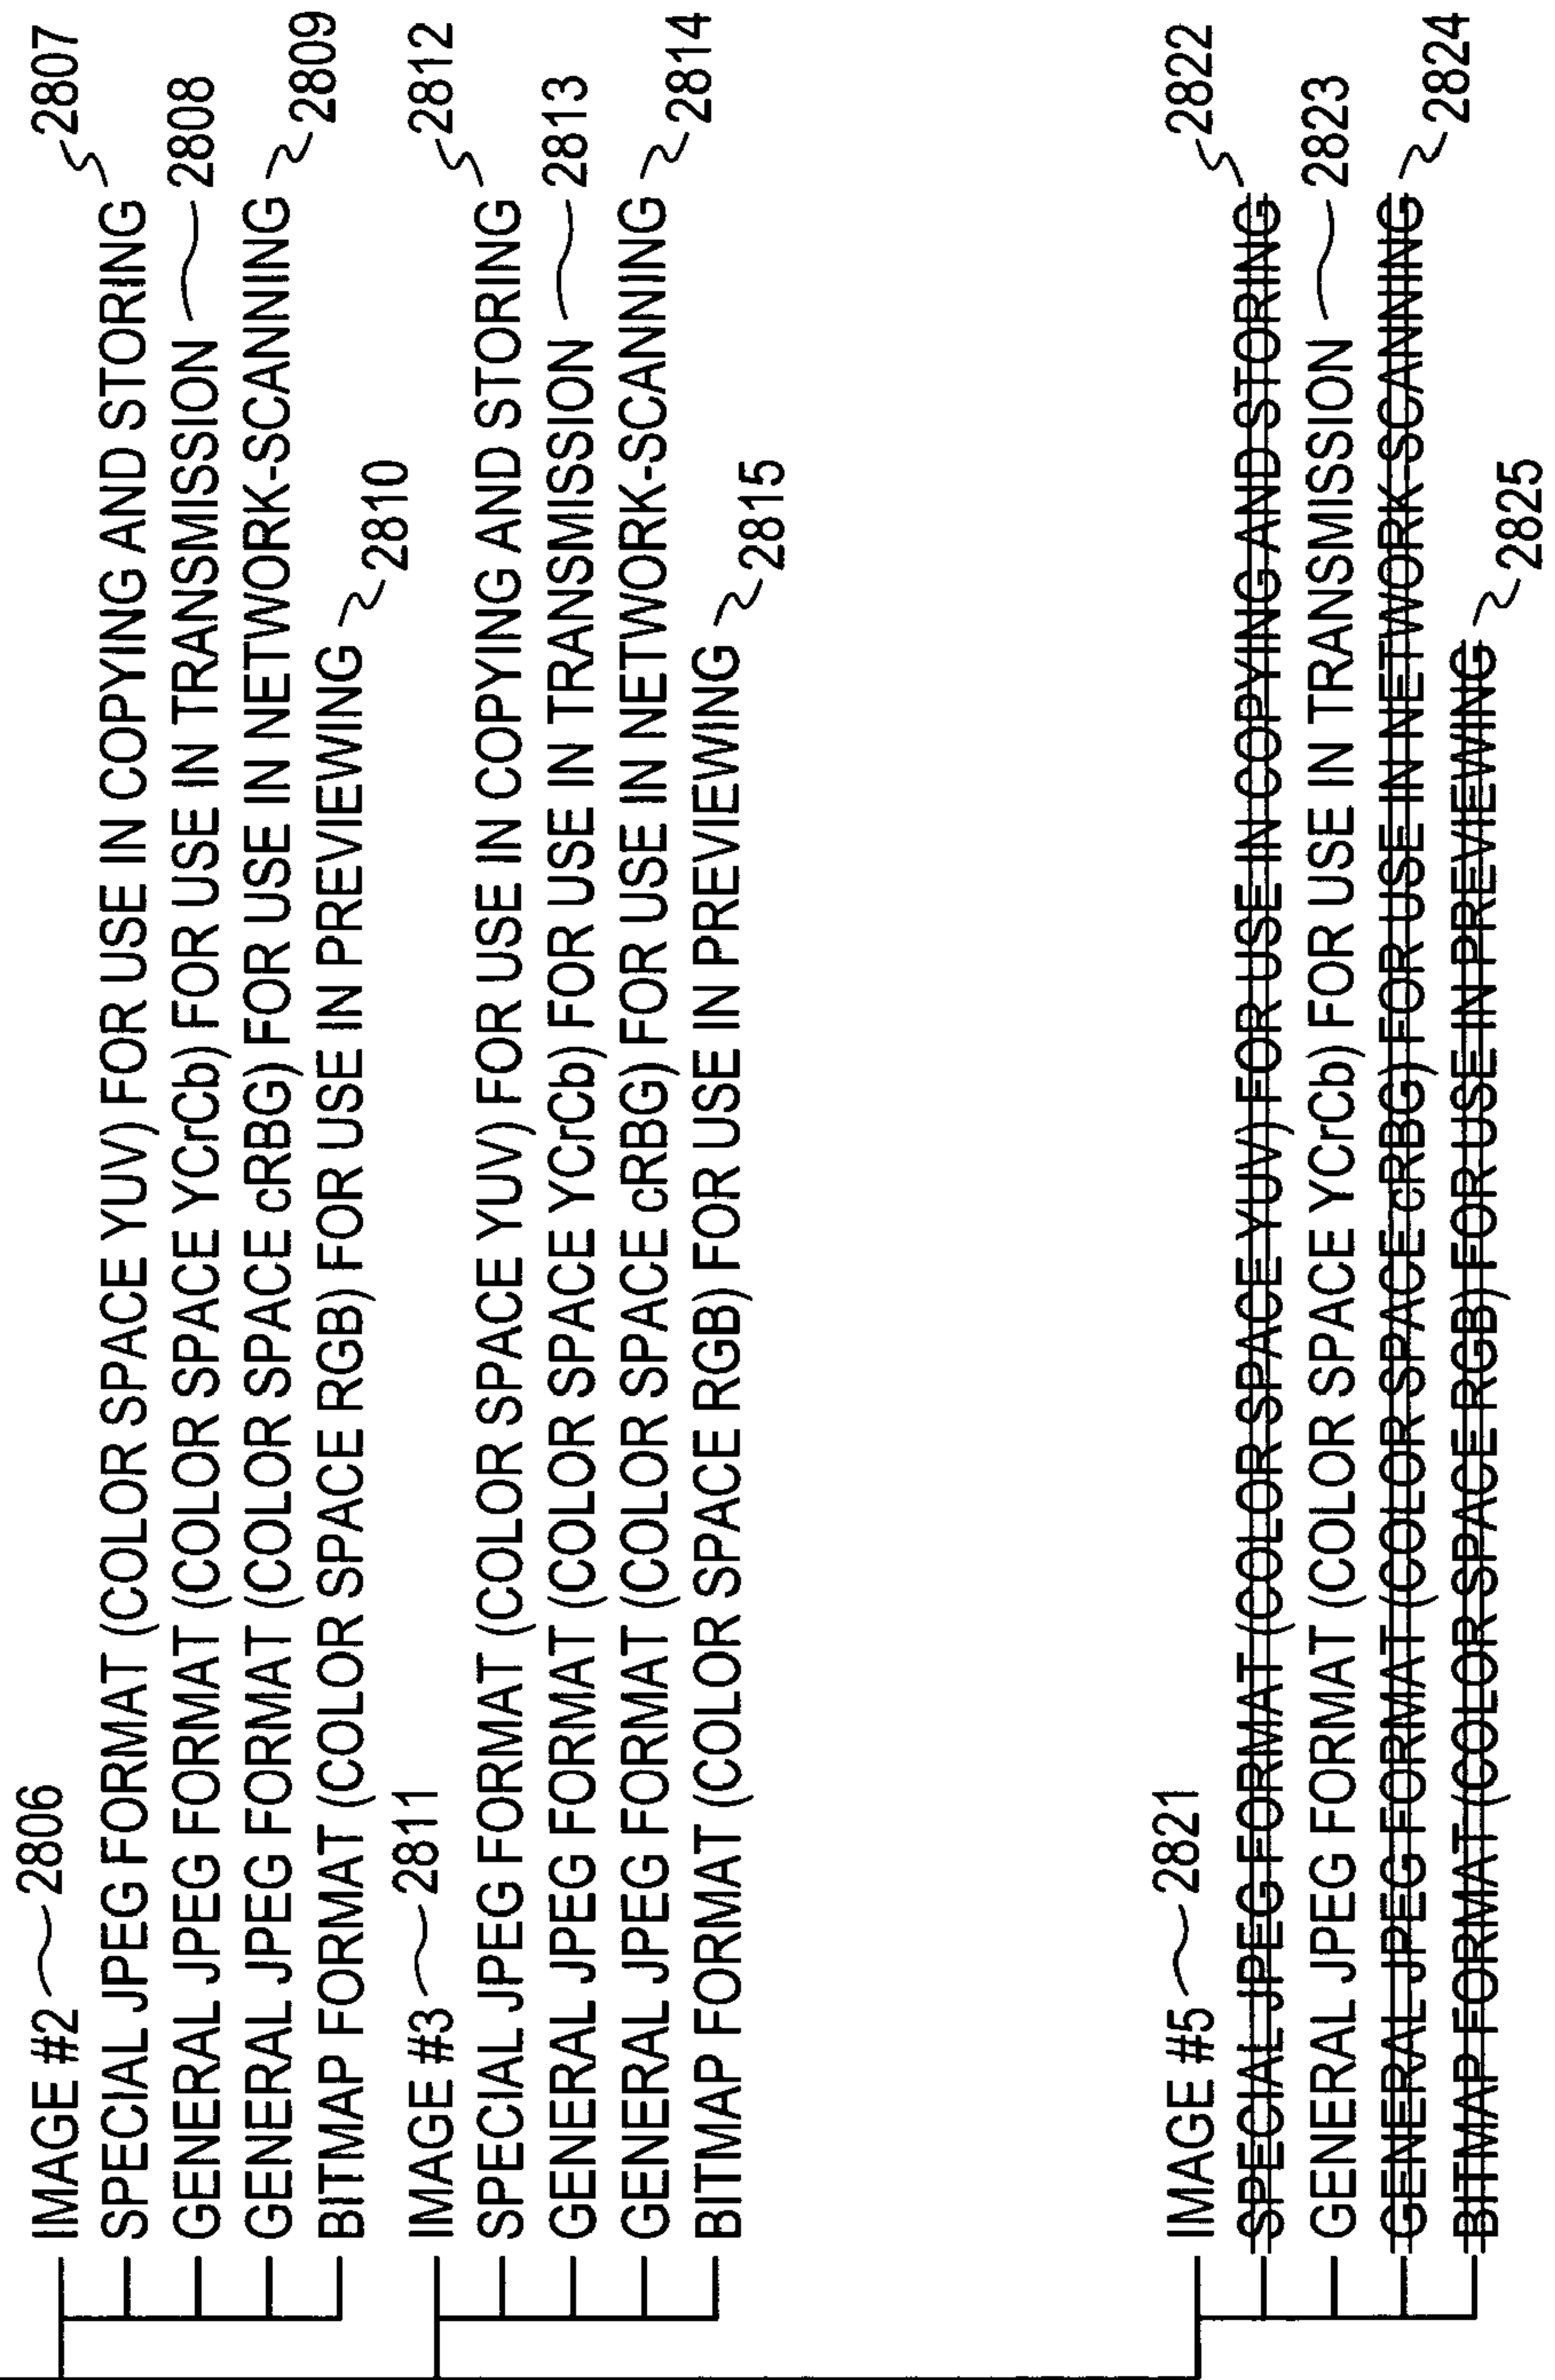 IMAGE #2 2806
SPECIAL JPEG FORMAT (COLOR SPACE YUV) FOR USE IN COPYING AND STORING 2807
GENERAL JPEG FORMAT (COLOR SPACE YCrCb) FOR USE IN TRANSMISSION 2808
GENERAL JPEG FORMAT (COLOR SPACE cRBG) FOR USE IN NETWORK-SCANNING 2809
BITMAP FORMAT (COLOR SPACE RGB) FOR USE IN PREVIEWING 2810
IMAGE #3 2811
SPECIAL JPEG FORMAT (COLOR SPACE YUV) FOR USE IN COPYING AND STORING 2812
GENERAL JPEG FORMAT (COLOR SPACE YCrCb) FOR USE IN TRANSMISSION 2813
GENERAL JPEG FORMAT (COLOR SPACE cRBG) FOR USE IN NETWORK-SCANNING 2814
BITMAP FORMAT (COLOR SPACE RGB) FOR USE IN PREVIEWING 2815
IMAGE #5 2821
SPECIAL JPEG FORMAT (COLOR SPACE YUV) FOR USE IN COPYING AND STORING 2822
GENERAL JPEG FORMAT (COLOR SPACE YCrCb) FOR USE IN TRANSMISSION 2823
GENERAL JPEG FORMAT (COLOR SPACE cRBG) FOR USE IN NETWORK-SCANNING 2824
BITMAP FORMAT (COLOR SPACE RGB) FOR USE IN PREVIEWING 2825